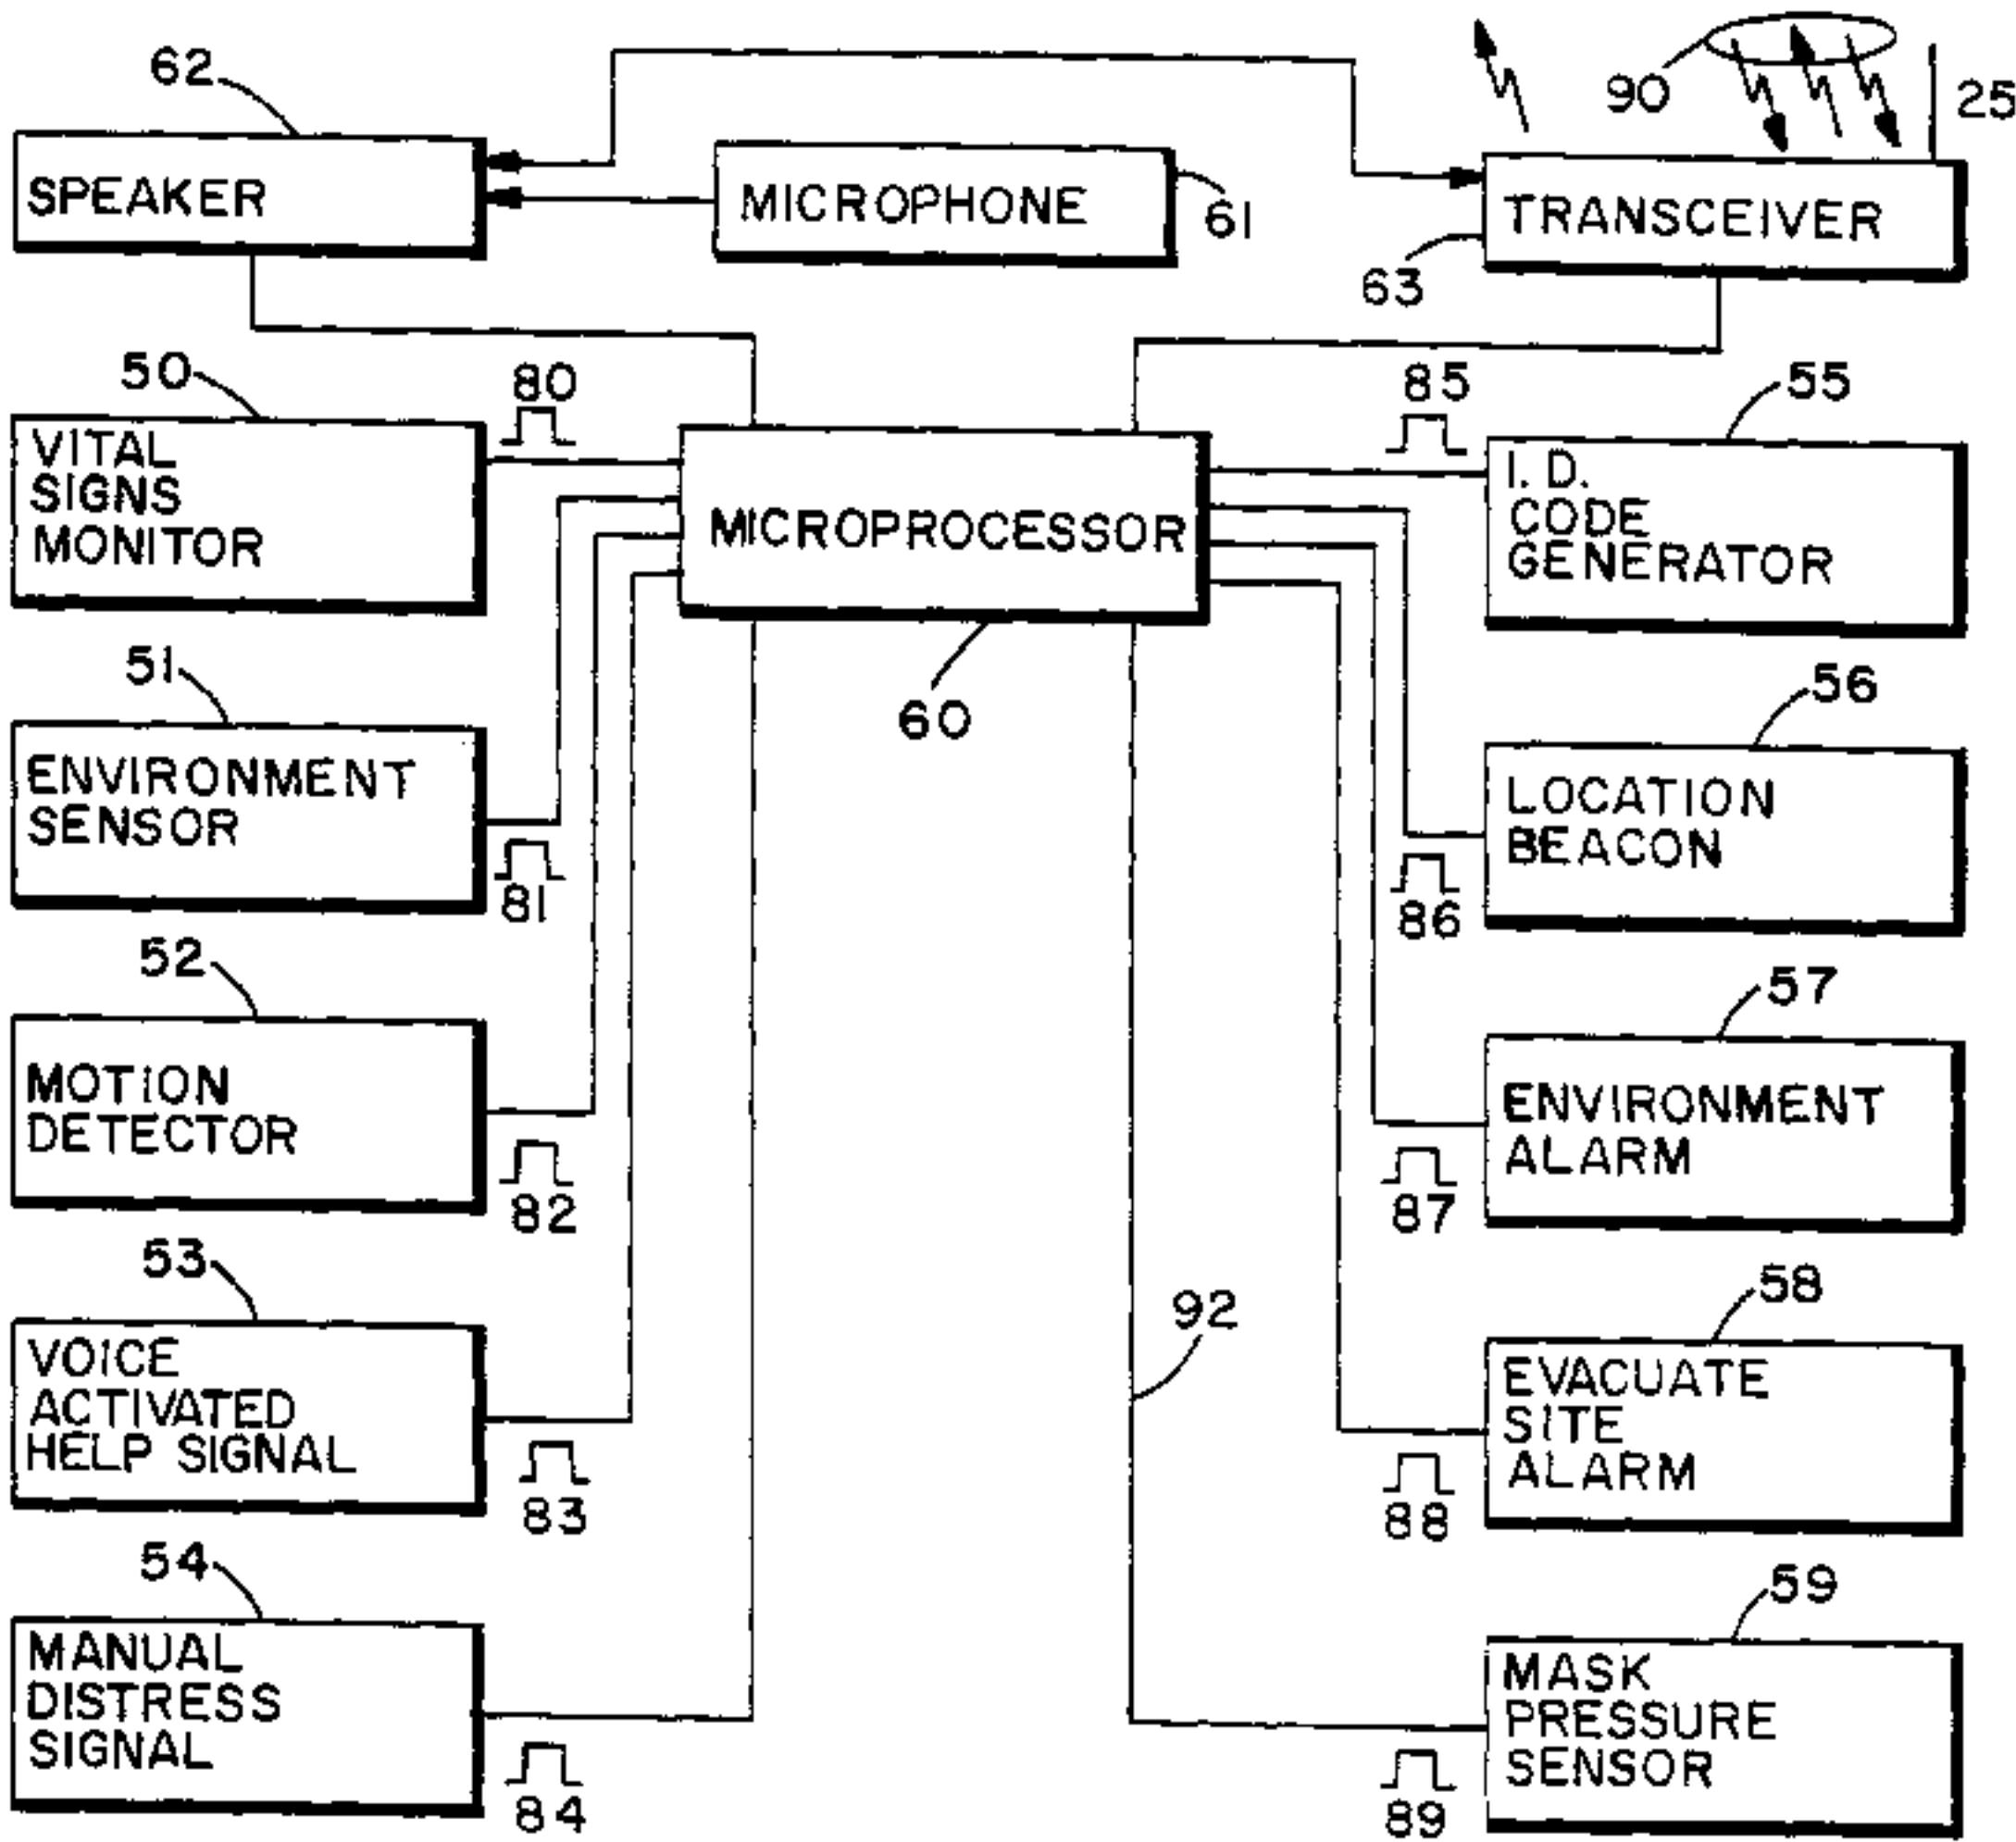 62
90
25
SPEAKER
MICROPHONE
61
TRANSCEIVER
63
50
80
85
55
VITAL
SIGNS
MONITOR
MICROPROCESSOR
60
I. D.
CODE
GENERATOR
51
ENVIRONMENT
SENSOR
81
56
LOCATION
BEACON
86
52
MOTION
DETECTOR
82
57
ENVIRONMENT
ALARM
87
53
VOICE
ACTIVATED
HELP SIGNAL
83
92
58
EVACUATE
SITE
ALARM
88
54
MANUAL
DISTRESS
SIGNAL
84
59
MASK
PRESSURE
SENSOR
89